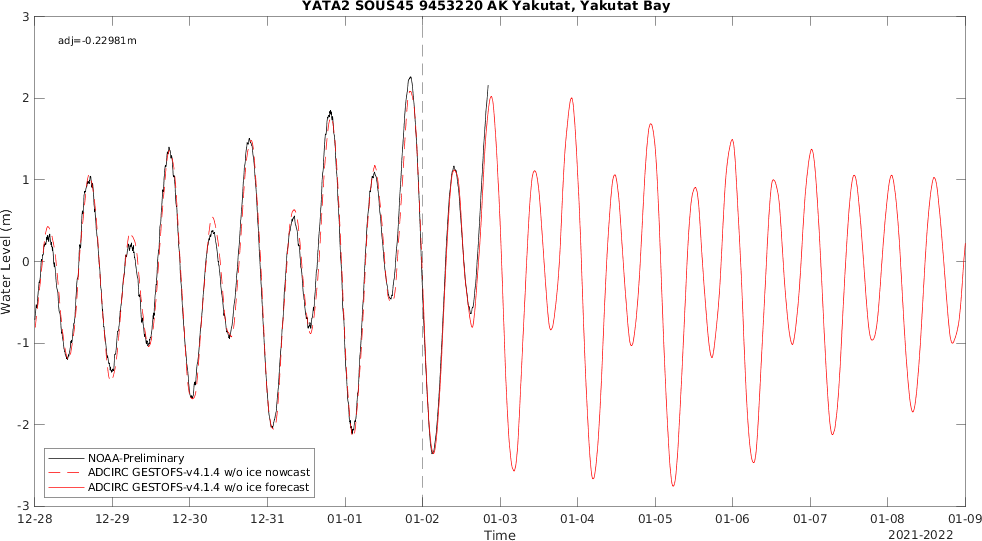 YATA2 SOUS45 9453220 AK Yakutat, Yakutat Bay
adj=-0.22981m
3
2
1
0
-1
-2
-3
Water Level (m)
NOAA-Preliminary
ADCIRC GESTOFS-v4.1.4 w/o ice nowcast
ADCIRC GESTOFS-v4.1.4 w/o ice forecast
12-28 12-29 12-30 12-31 01-01 01-02 01-03 01-04 01-05 01-06 01-07 01-08 01-09
Time
2021-2022